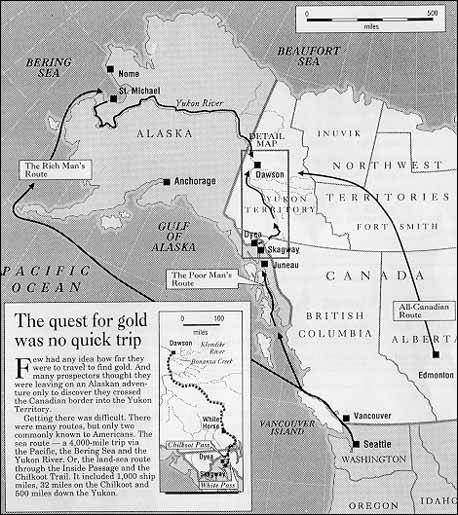 0
500
miles
BERING
SEA
BEAUFORT
SEA
Nome
St. Michael
Yukon River
ALASKA
DETAIL
MAP
INUVIK
The Rich Man's
Route
Dawson
NORTHWEST
Anchorage
YUKON
TERRITORY
TERRITORIES
FORT SMITH
GULF
OF
ALASKA
Dyea
Skagway
Juneau
PACIFIC
OCEAN
The Poor Man's
Route
CANADA
BRITISH
COLUMBIA
All-Canadian
Route
ALBERTA
Edmonton
Vancouver
VANCOUVER
ISLAND
Seattle
WASHINGTON
OREGON
IDAHO
The quest for gold
was no quick trip
Few had any idea how far they
were to travel to find gold. And
many prospectors thought they
were leaving on an Alaskan adven-
ture only to discover they crossed
the Canadian border into the Yukon
Territory.
Getting there was difficult. There
were many routes, but only two
commonly known to Americans. The
sea route — a 4,000-mile trip via
the Pacific, the Bering Sea and the
Yukon River. Or, the land-sea route
through the Inside Passage and the
Chilkoot Trail. It included 1,000 ship
miles, 32 miles on the Chilkoot and
500 miles down the Yukon.
0
100
miles
Dawson
Klondike
River
Bonanza Creek
White
Horse
Chilkoot Pass
Dyea
Skagway
White Pass